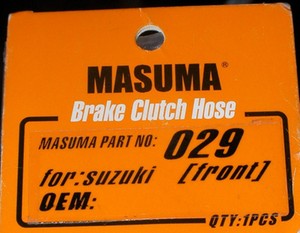 MASUMA®
Brake Clutch Hose
MASUMA PART NO: 029
for:suzuki [front]
OEM:
QTY:1PCS